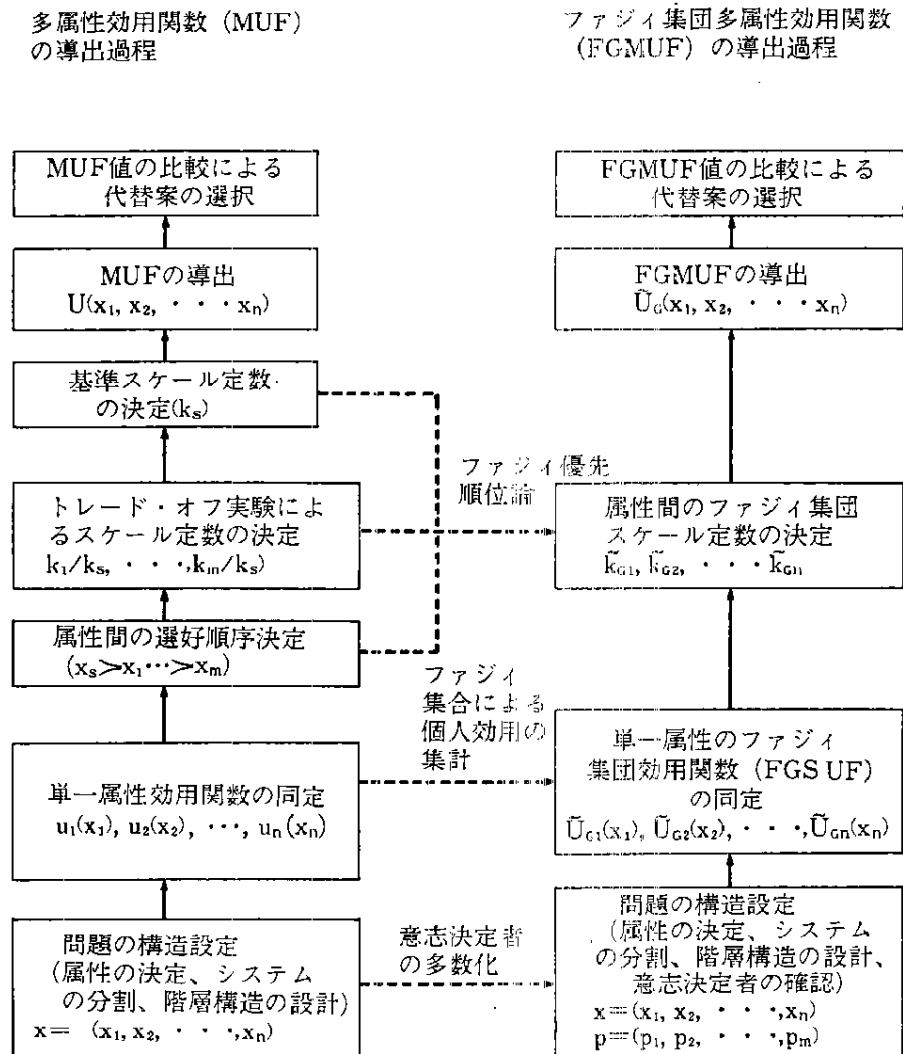 多属性効用関数（MUF）
の導出過程
MUF値の比較による
代替案の選択
MUFの導出
U(x₁, x₂, ・・・xₙ)
基準スケール定数
の決定(kₛ)
トレード・オフ実験によ
るスケール定数の決定
k₁/kₛ, ・・・,kₘ/kₛ)
属性間の選好順序決定
(xₛ>x₁…>xₘ)
単一属性効用関数の同定
u₁(x₁), u₂(x₂), …, uₙ(xₙ)
問題の構造設定
(属性の決定、システム
の分割、階層構造の設計)
x= (x₁, x₂, ・・・,xₙ)
ファジィ優先
順位論
ファジィ
集合による
個人効用の
集計
意志決定者
の多数化
ファジィ集団多属性効用関数
（FGMUF）の導出過程
FGMUF値の比較による
代替案の選択
FGMUFの導出
Ũ_G(x₁, x₂, ・・・xₙ)
属性間のファジィ集団
スケール定数の決定
k̃_G1, k̃_G2, ・・・k̃_Gn
単一属性のファジィ
集団効用関数（FGSUF）
の同定
Ũ_G1(x₁), Ũ_G2(x₂), ・・・,Ũ_Gn(xₙ)
問題の構造設定
(属性の決定、システム
の分割、階層構造の設計、
意志決定者の確認)
x=(x₁, x₂, ・・・,xₙ)
p=(p₁, p₂, ・・・,pₘ)